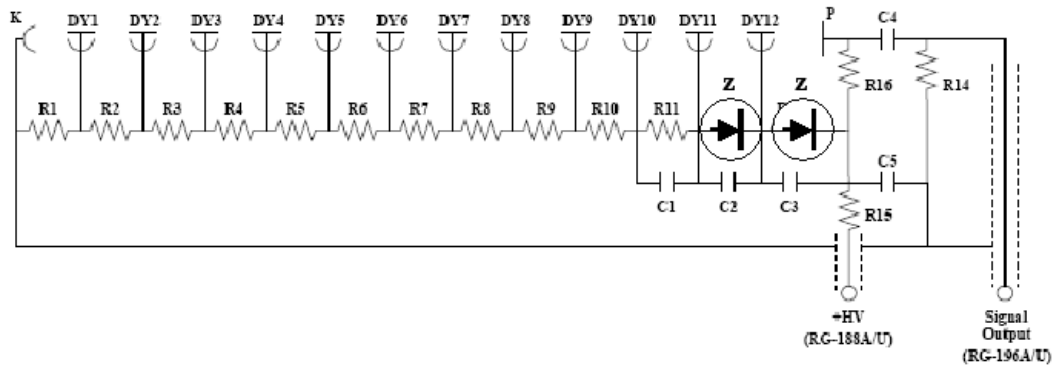 K DY1 DY2 DY3 DY4 DY5 DY6 DY7 DY8 DY9 DY10 DY11 DY12 P C4
R1 R2 R3 R4 R5 R6 R7 R8 R9 R10 R11 Z Z R16 R14
C1 C2 C3 C5
R15
+HV
(RG-188A/U)
Signal
Output
(RG-196A/U)